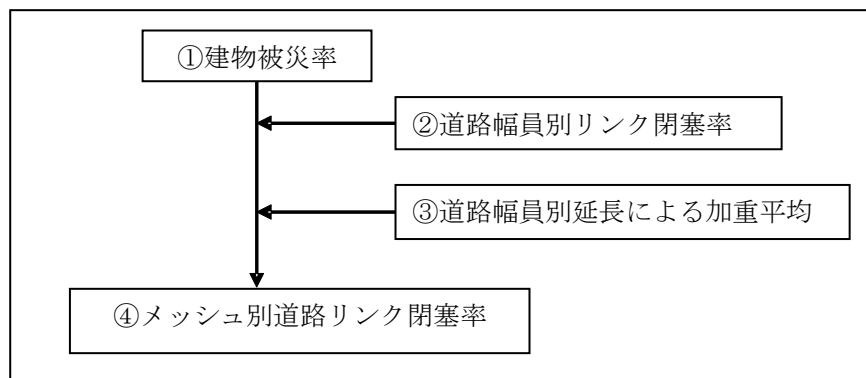 ①建物被災率
②道路幅員別リンク閉塞率
③道路幅員別延長による加重平均
④メッシュ別道路リンク閉塞率